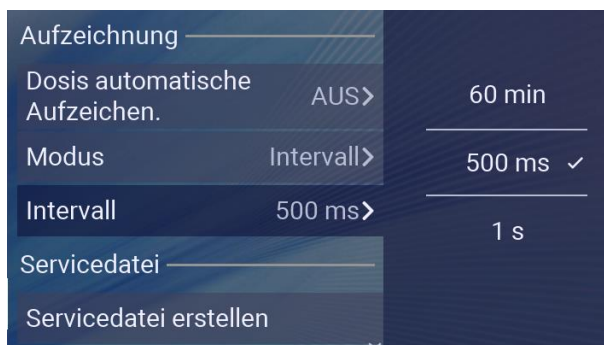 Aufzeichnung
Dosis automatische
Aufzeichen.
AUS
Modus
Intervall
Intervall
500 ms
Servicedatei
Servicedatei erstellen
60 min
500 ms
1 s